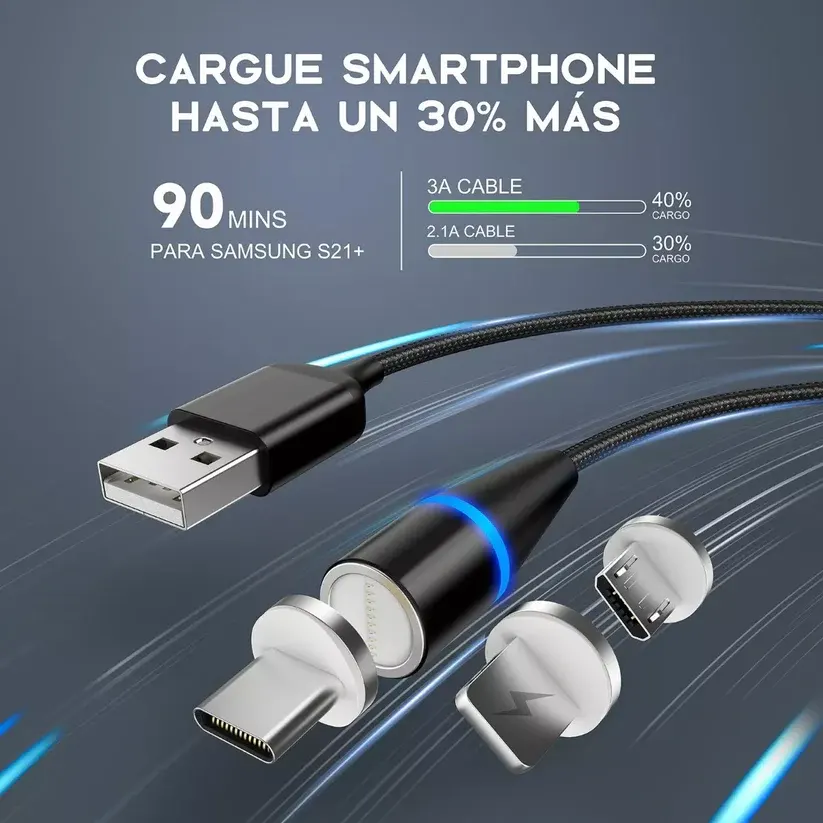 CARGUE SMARTPHONE
HASTA UN 30% MÁS
90 MINS
PARA SAMSUNG S21+
3A CABLE
40%
CARGO
2.1A CABLE
30%
CARGO